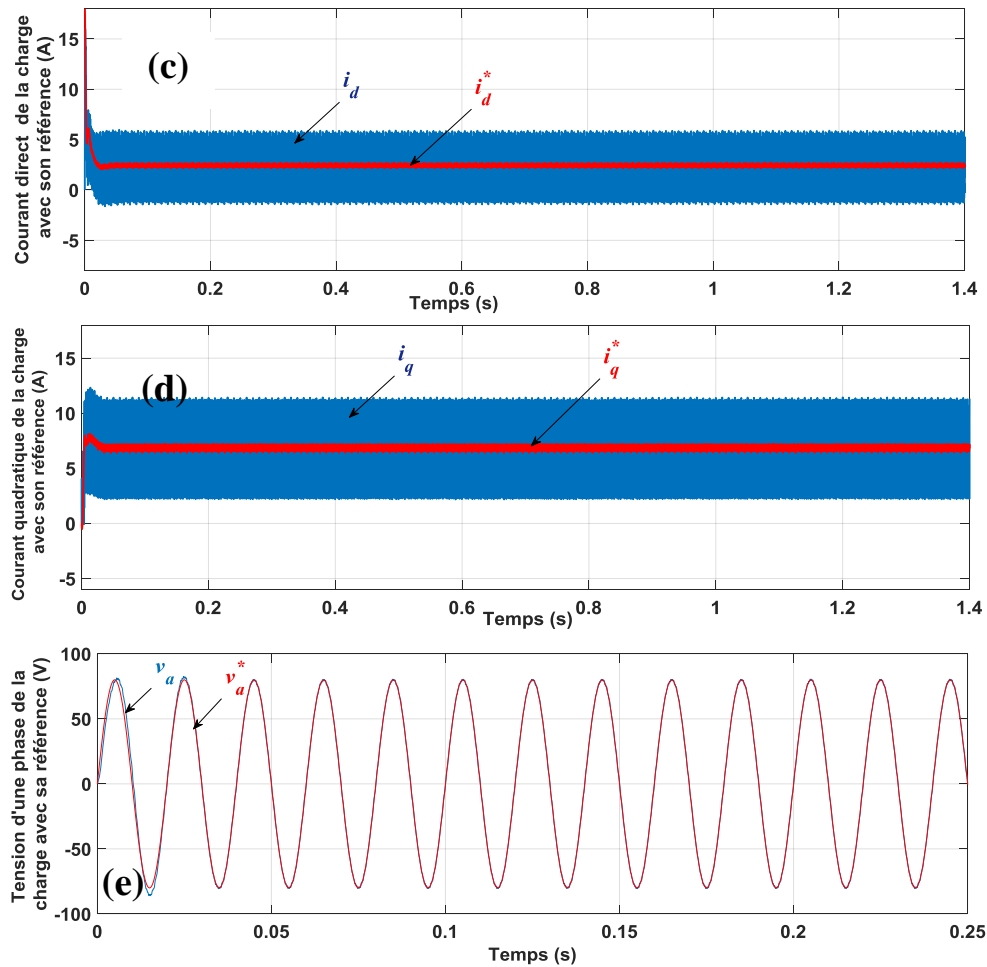 Courant direct de la charge
avec son référence (A)
15
10
5
0
-5
(c)
i_d
i_d^*
0 0.2 0.4 0.6 0.8 1 1.2 1.4
Temps (s)
Courant quadratique de la charge
avec son référence (A)
15
10
5
0
-5
(d)
i_q
i_q^*
0 0.2 0.4 0.6 0.8 1 1.2 1.4
Temps (s)
Tension d'une phase de la
charge avec sa référence (V)
100
50
0
-50
-100
v_a
v_a^*
(e)
0 0.05 0.1 0.15 0.2 0.25
Temps (s)